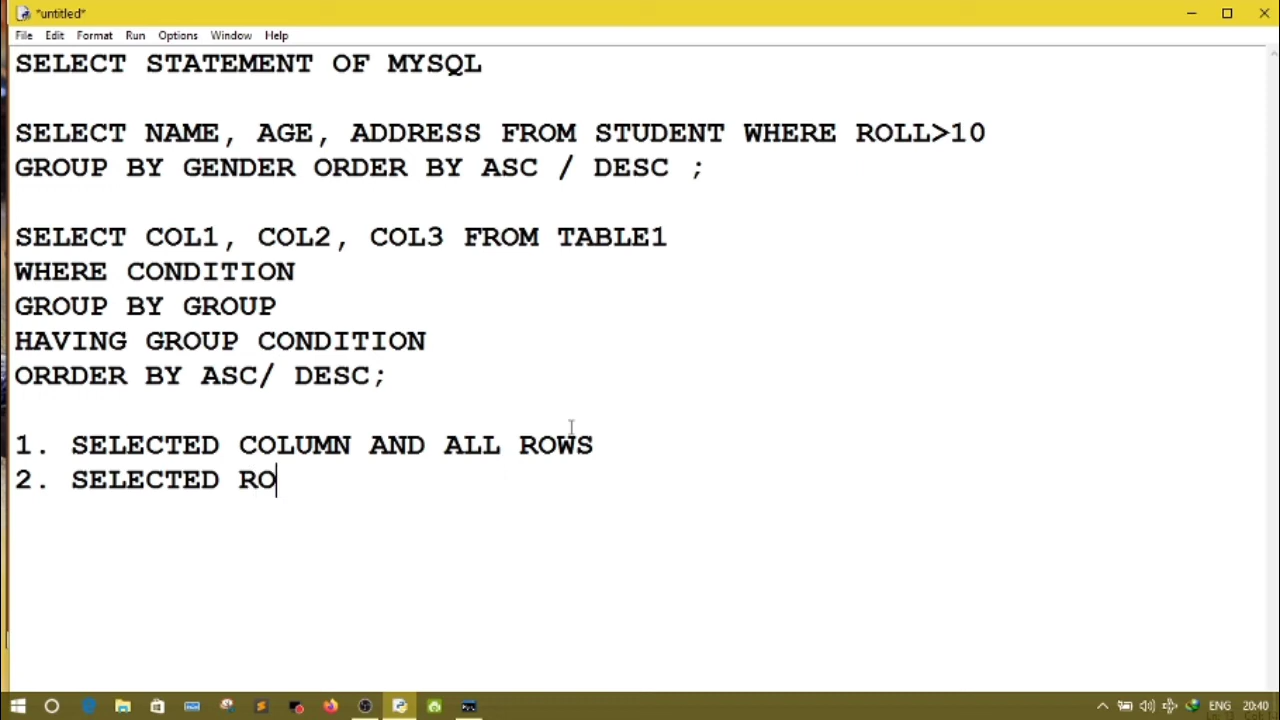 *untitled*
File Edit Format Run Options Window Help
SELECT STATEMENT OF MYSQL
SELECT NAME, AGE, ADDRESS FROM STUDENT WHERE ROLL>10
GROUP BY GENDER ORDER BY ASC / DESC ;
SELECT COL1, COL2, COL3 FROM TABLE1
WHERE CONDITION
GROUP BY GROUP
HAVING GROUP CONDITION
ORRDER BY ASC/ DESC;
1. SELECTED COLUMN AND ALL ROWS
2. SELECTED RO
ENG 20:40